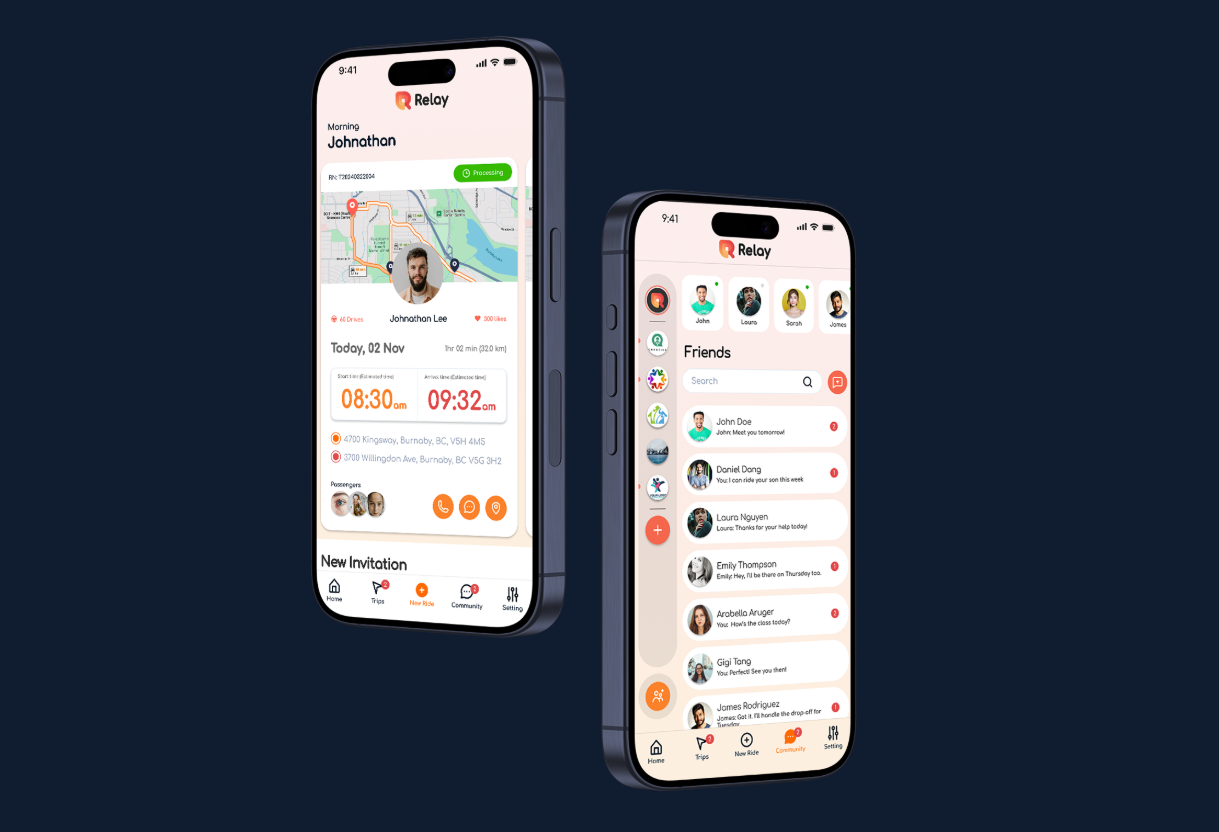 9:41
Relay
Morning
Johnathan
RN: T20240322004
Processing
60 Drives
Johnathan Lee
300 likes
Today, 02 Nov
1hr 02 min (32.0 km)
Start time (Estimated time)
Arrival time (Estimated time)
08:30am
09:32am
4700 Kingsway, Burnaby, BC, V5H 4M5
3700 Willingdon Ave, Burnaby, BC V5G 3H2
Passengers
New Invitation
Home
Trips
2
New Ride
Community
2
Setting
9:41
Relay
John
Laura
Sarah
James
Friends
Search
John Doe
John: Meet you tomorrow!
2
Daniel Dang
You: I can ride your son this week
1
Laura Nguyen
Laura: Thanks for your help today!
Emily Thompson
Emily: Hey, I'll be there on Thursday too.
1
Arabella Aruger
You: How's the class today?
1
Gigi Tang
You: Perfect! See you then!
James Rodriguez
James: Got it. I'll handle the drop-off for
Tuesday
1
Home
Trips
2
New Ride
Community
2
Setting